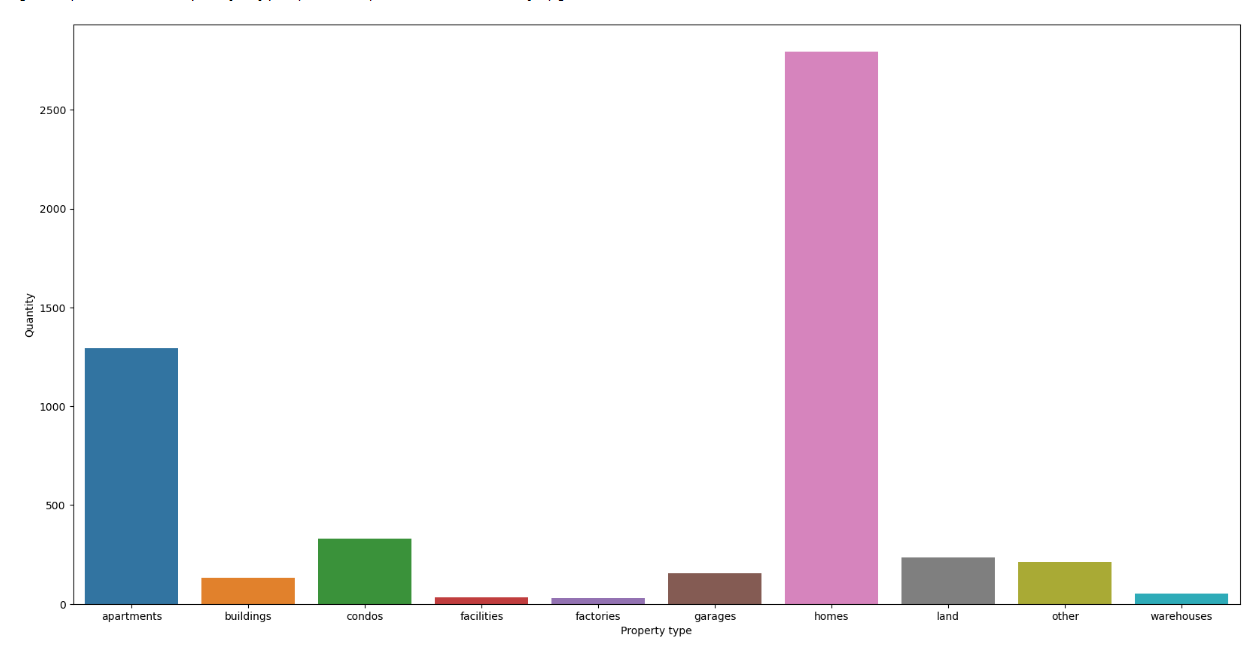 2500
2000
1500
1000
500
0
Quantity
apartments buildings condos facilities factories garages homes land other warehouses
Property type